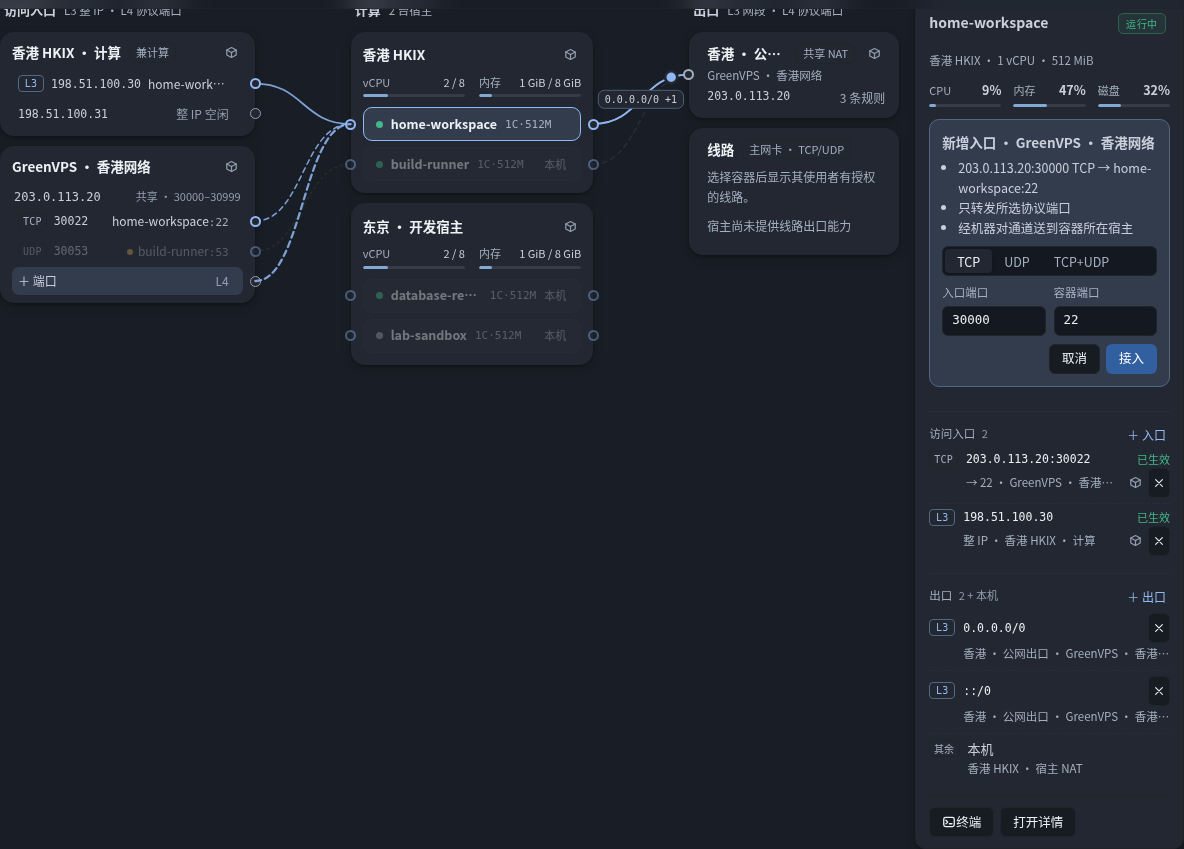 访问入口 L3 整 IP · L4 协议端口
香港 HKIX · 计算 兼计算
L3 198.51.100.30 home-work…
198.51.100.31 整 IP 空闲
GreenVPS · 香港网络
203.0.113.20 共享 · 30000–30999
TCP 30022 home-workspace:22
UDP 30053 build-runner:53
＋ 端口 L4
计算 2 台宿主
香港 HKIX
vCPU 2 / 8 内存 1 GiB / 8 GiB
home-workspace 1C·512M
build-runner 1C·512M 本机
东京 · 开发宿主
vCPU 2 / 8 内存 1 GiB / 8 GiB
database-re… 1C·512M 本机
lab-sandbox 1C·512M 本机
0.0.0.0/0 +1
出口 L3 网段 · L4 协议端口
香港 · 公… 共享 NAT
GreenVPS · 香港网络
203.0.113.20 3 条规则
线路 主网卡 · TCP/UDP
选择容器后显示其使用者有授权
的线路。
宿主尚未提供线路出口能力
home-workspace 运行中
香港 HKIX · 1 vCPU · 512 MiB
CPU 9% 内存 47% 磁盘 32%
新增入口 · GreenVPS · 香港网络
• 203.0.113.20:30000 TCP → home-
workspace:22
• 只转发所选协议端口
• 经机器对通道送到容器所在宿主
TCP UDP TCP+UDP
入口端口 容器端口
30000 22
取消 接入
访问入口 2 ＋ 入口
TCP 203.0.113.20:30022 已生效
→ 22 · GreenVPS · 香港…
L3 198.51.100.30 已生效
整 IP · 香港 HKIX · 计算
出口 2 + 本机 ＋ 出口
L3 0.0.0.0/0
香港 · 公网出口 · GreenVPS · 香港…
L3 ::/0
香港 · 公网出口 · GreenVPS · 香港…
其余 本机
香港 HKIX · 宿主 NAT
终端 打开详情